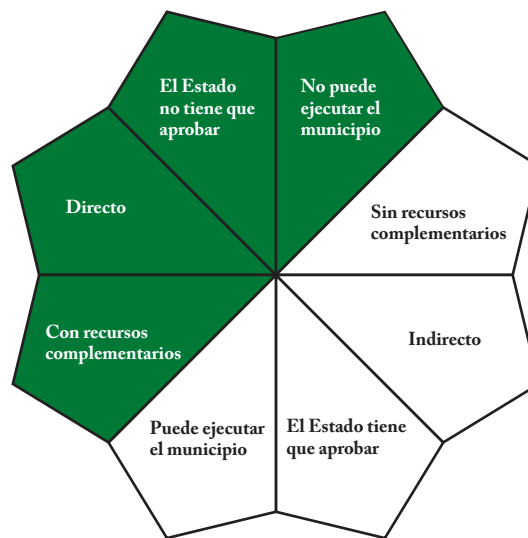 El Estado
no tiene que
aprobar
No puede
ejecutar el
municipio
Directo
Sin recursos
complementarios
Con recursos
complementarios
Indirecto
Puede ejecutar
el municipio
El Estado tiene
que aprobar